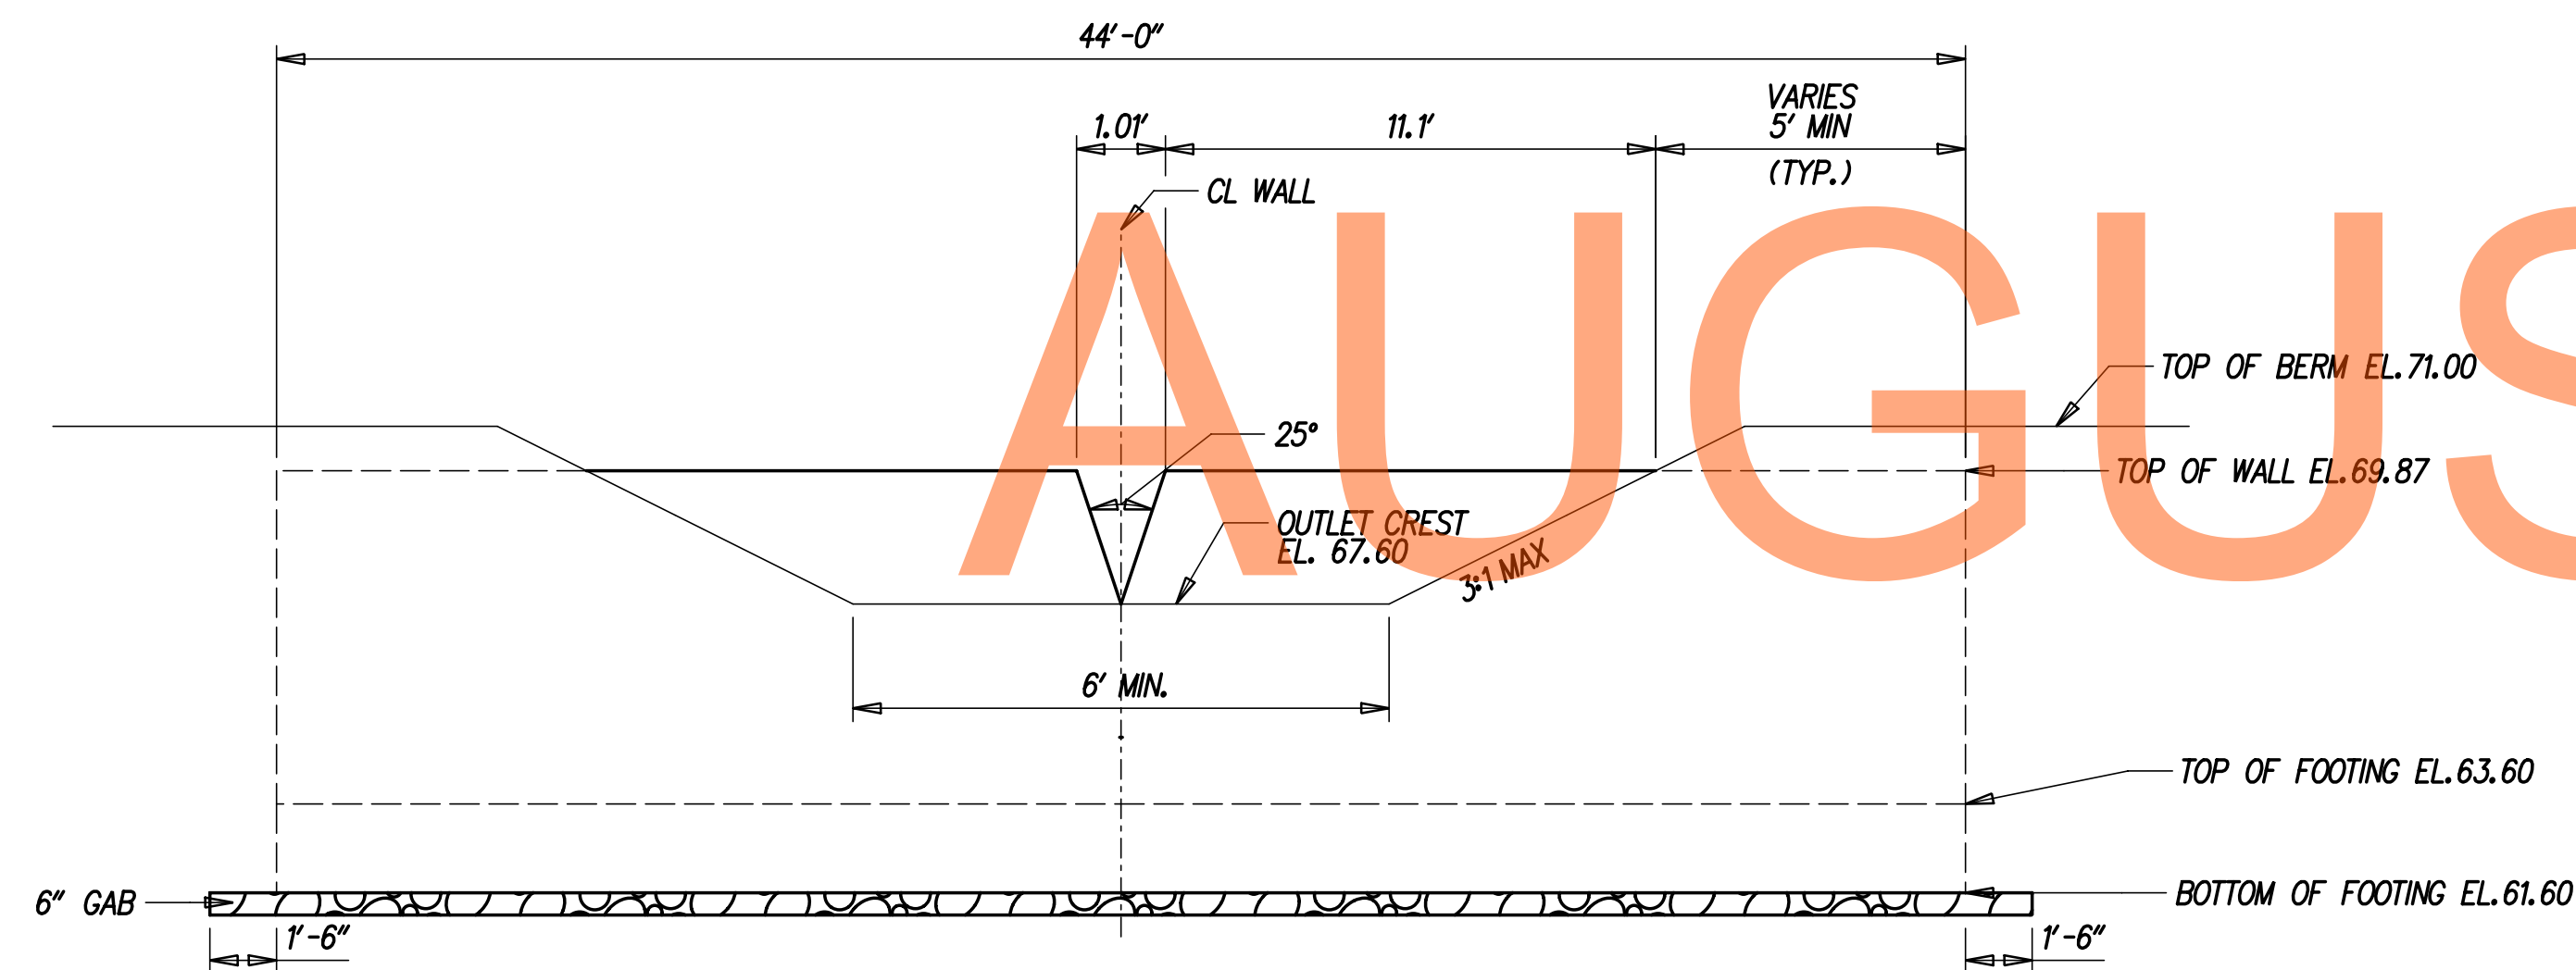 44'-0"
VARIES
1.01'
11.1'
5' MIN
(TYP.)
CL WALL
TOP OF BERM EL.71.00
25°
TOP OF WALL EL.69.87
OUTLET CREST
EL. 67.60
3:1 MAX
6' MIN.
TOP OF FOOTING EL.63.60
6" GAB
BOTTOM OF FOOTING EL.61.60
1'-6"
1'-6"
AUGUS